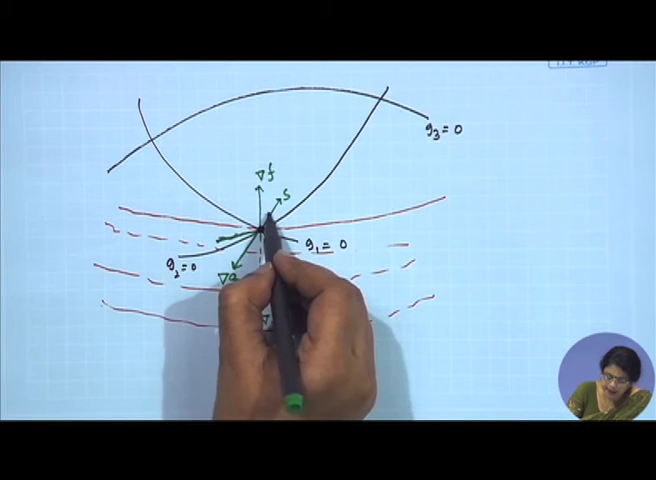 g₃ = 0
∇f
S
g₁ = 0
g₂ = 0